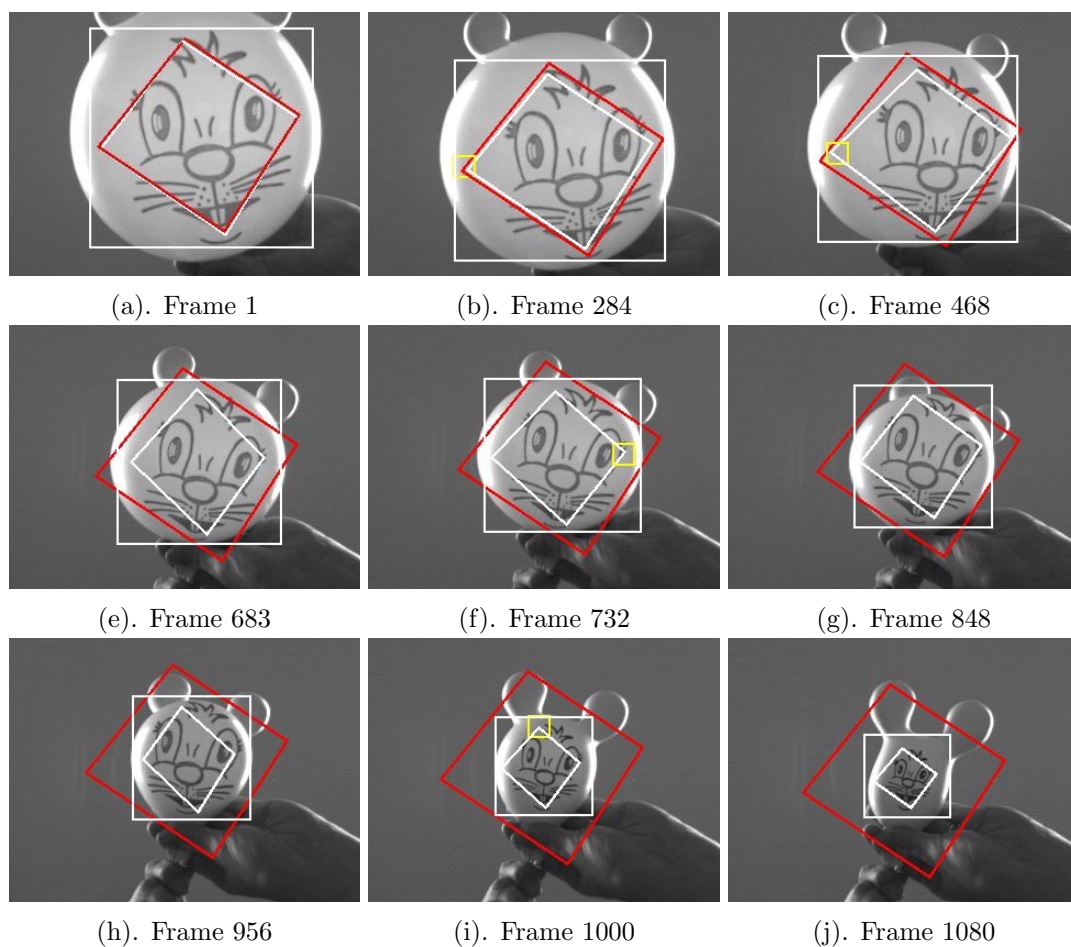 (a). Frame 1
(b). Frame 284
(c). Frame 468
(e). Frame 683
(f). Frame 732
(g). Frame 848
(h). Frame 956
(i). Frame 1000
(j). Frame 1080